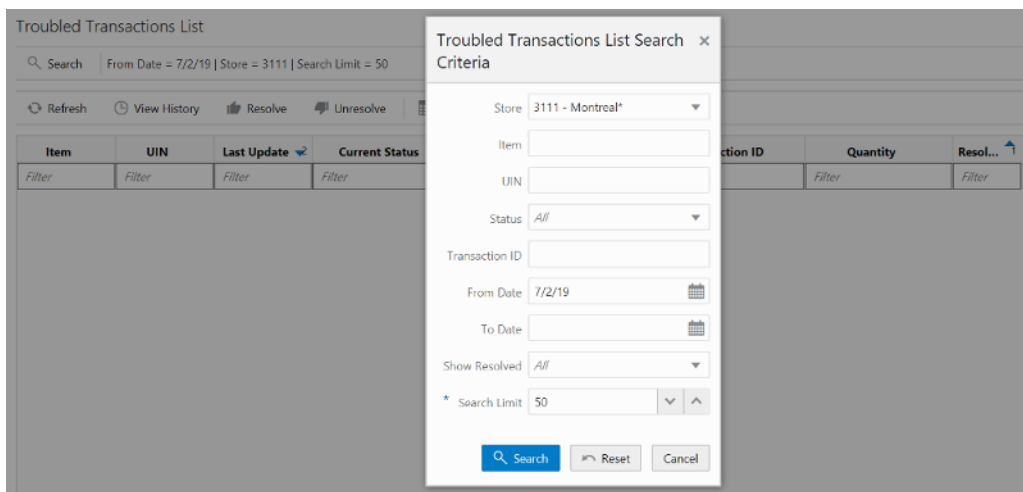 Troubled Transactions List
Search From Date = 7/2/19 | Store = 3111 | Search Limit = 50
Refresh View History Resolve Unresolve
Item UIN Last Update 2 Current Status ction ID Quantity Resol... 1
Filter Filter Filter Filter Filter Filter
Troubled Transactions List Search ×
Criteria
Store 3111 - Montreal*
Item
UIN
Status All
Transaction ID
From Date 7/2/19
To Date
Show Resolved All
* Search Limit 50
Search Reset Cancel